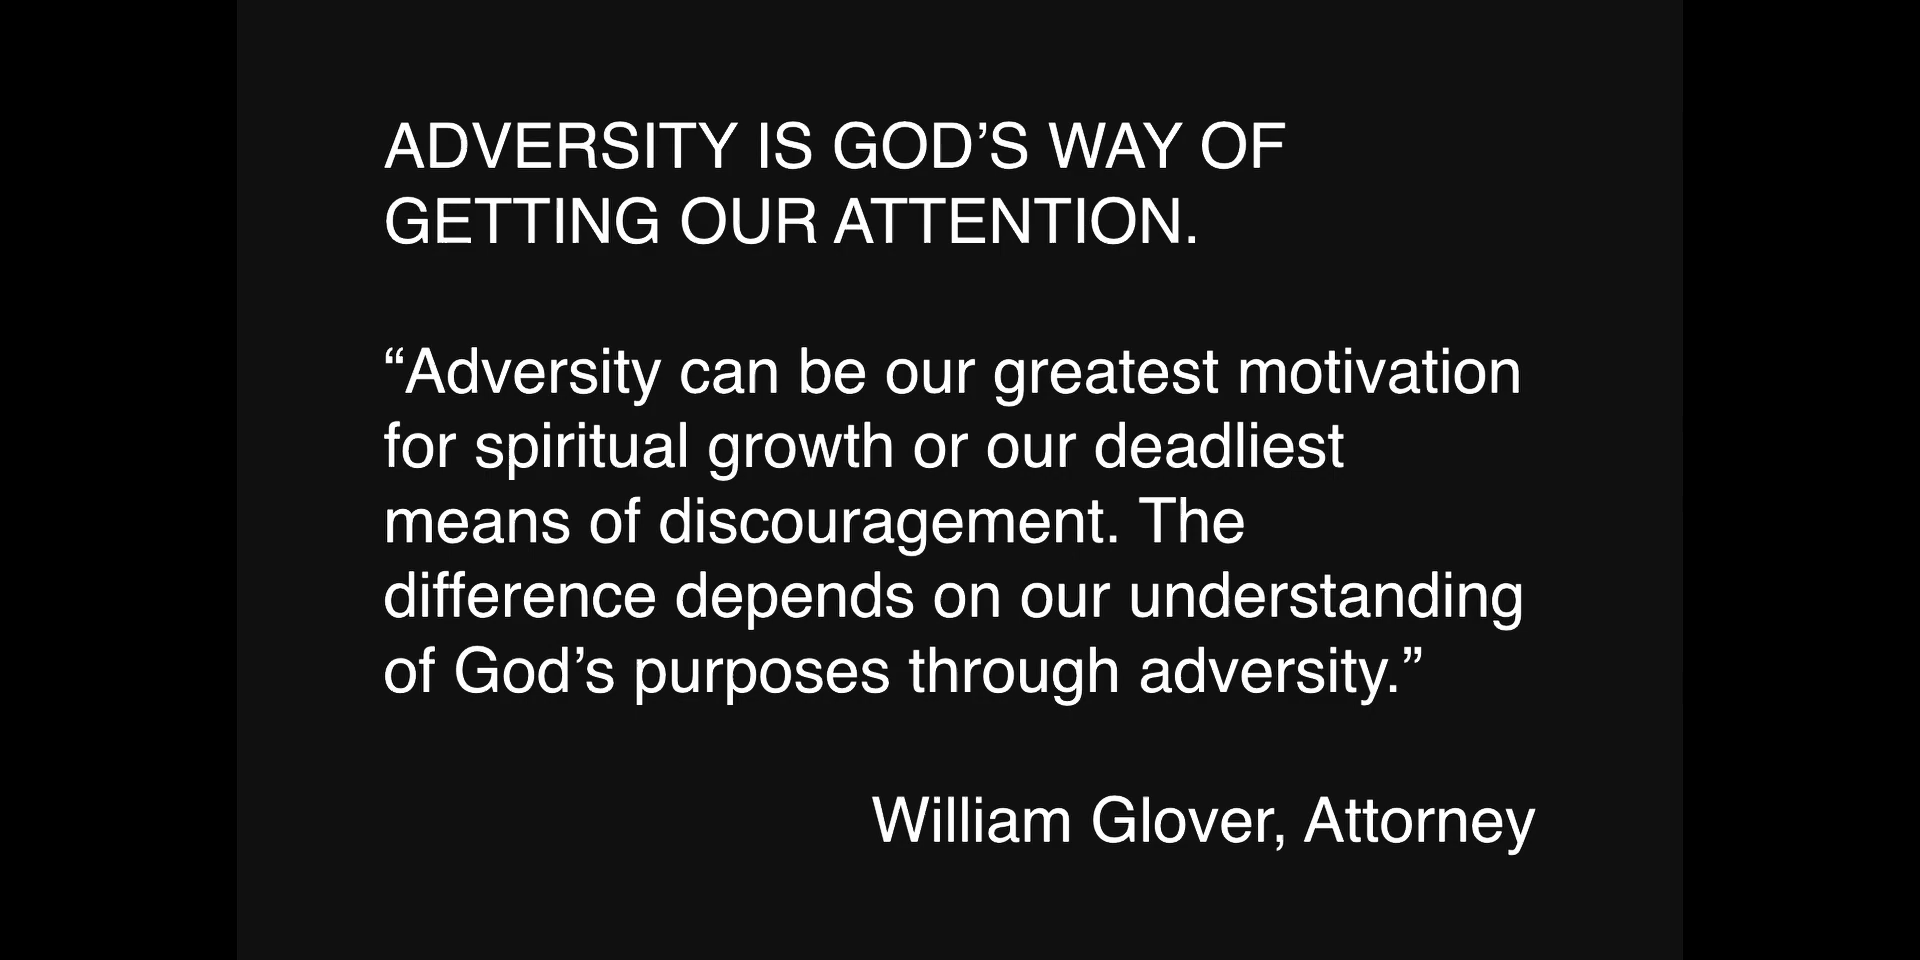 ADVERSITY IS GOD’S WAY OF
GETTING OUR ATTENTION.
“Adversity can be our greatest motivation
for spiritual growth or our deadliest
means of discouragement. The
difference depends on our understanding
of God’s purposes through adversity.”
William Glover, Attorney